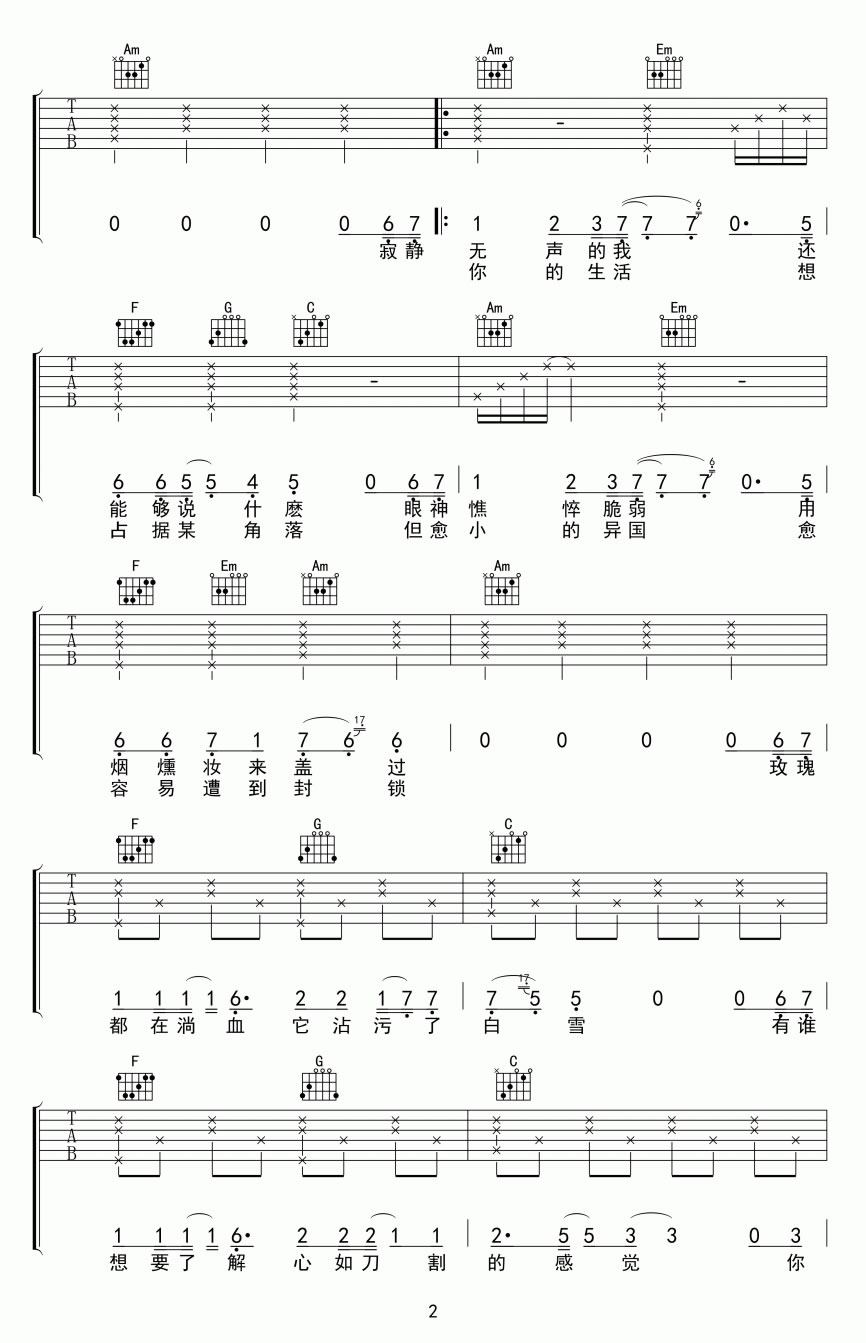 Am Am Em
T A B
0 0 0 0 6 7 1 2 3 7 7 7 6 0· 5
寂静 无 声 的我 还
你 的 生活 想
F G C Am Em
T A B
6 6 5 5 4 5 0 6 7 1 2 3 7 7 7 6 0· 5
能 够说 什 麽 眼神 憔 悴 脆弱 用
占 据某 角 落 但愈 小 的 异国 愈
F Em Am Am
T A B
6 6 7 1 7 6 17 6 0 0 0 0 6 7
烟 燻 妆 来 盖 过 玫瑰
容 易 遭 到 封 锁
F G C
T A B
1 1 1 1 6· 2 2 1 7 7 7 17 5 5 0 0 6 7
都 在淌 血 它 沾 污 了 白 雪 有谁
F G C
T A B
1 1 1 1 6· 2 2 2 1 1 2· 5 5 3 3 0 3
想 要了 解 心 如刀 割 的 感 觉 你
2